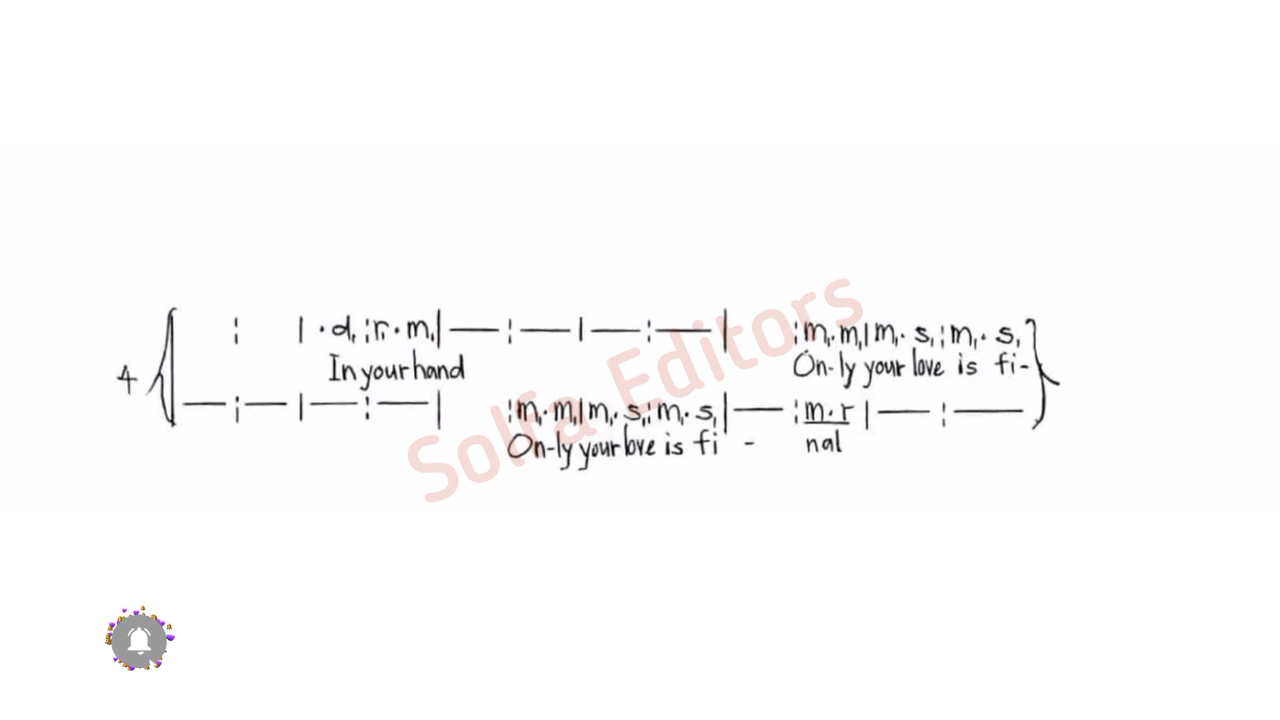 : | . d, : r, . m, | — : — | — : — | : m, . m, | m, . s, : m, . s, }
In your hand On-ly your love is fi-
4 {
— : — | — : — | : m, . m, | m, . s, : m, . s, | — : m, . r | — : —
On-ly your love is fi - nal
Solfa Editors